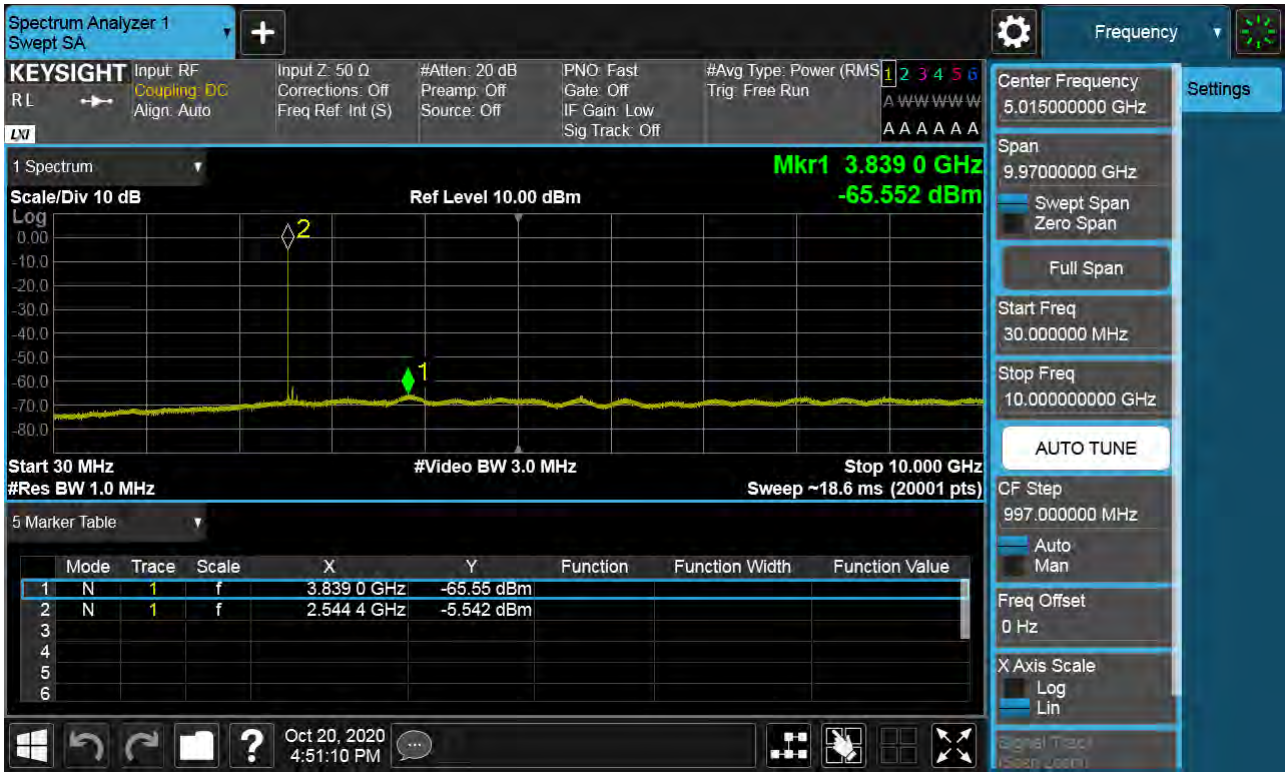 Spectrum Analyzer 1
Swept SA
+
Frequency
KEYSIGHT
RL
LXI
Input: RF
Coupling: DC
Align: Auto
Input Z: 50 Ω
Corrections: Off
Freq Ref: Int (S)
#Atten: 20 dB
Preamp: Off
Source: Off
PNO: Fast
Gate: Off
IF Gain: Low
Sig Track: Off
#Avg Type: Power (RMS
Trig: Free Run
1 2 3 4 5 6
A W W W W W
A A A A A A
1 Spectrum
Mkr1 3.839 0 GHz
-65.552 dBm
Scale/Div 10 dB
Ref Level 10.00 dBm
Log
0.00
-10.0
-20.0
-30.0
-40.0
-50.0
-60.0
-70.0
-80.0
2
1
Start 30 MHz
#Video BW 3.0 MHz
Stop 10.000 GHz
#Res BW 1.0 MHz
Sweep ~18.6 ms (20001 pts)
5 Marker Table
Mode Trace Scale X Y Function Function Width Function Value
1 N 1 f 3.839 0 GHz -65.55 dBm
2 N 1 f 2.544 4 GHz -5.542 dBm
3
4
5
6
?
Oct 20, 2020
4:51:10 PM
Center Frequency
5.015000000 GHz
Settings
Span
9.97000000 GHz
Swept Span
Zero Span
Full Span
Start Freq
30.000000 MHz
Stop Freq
10.000000000 GHz
AUTO TUNE
CF Step
997.000000 MHz
Auto
Man
Freq Offset
0 Hz
X Axis Scale
Log
Lin
Signal Track
(Span Zoom)